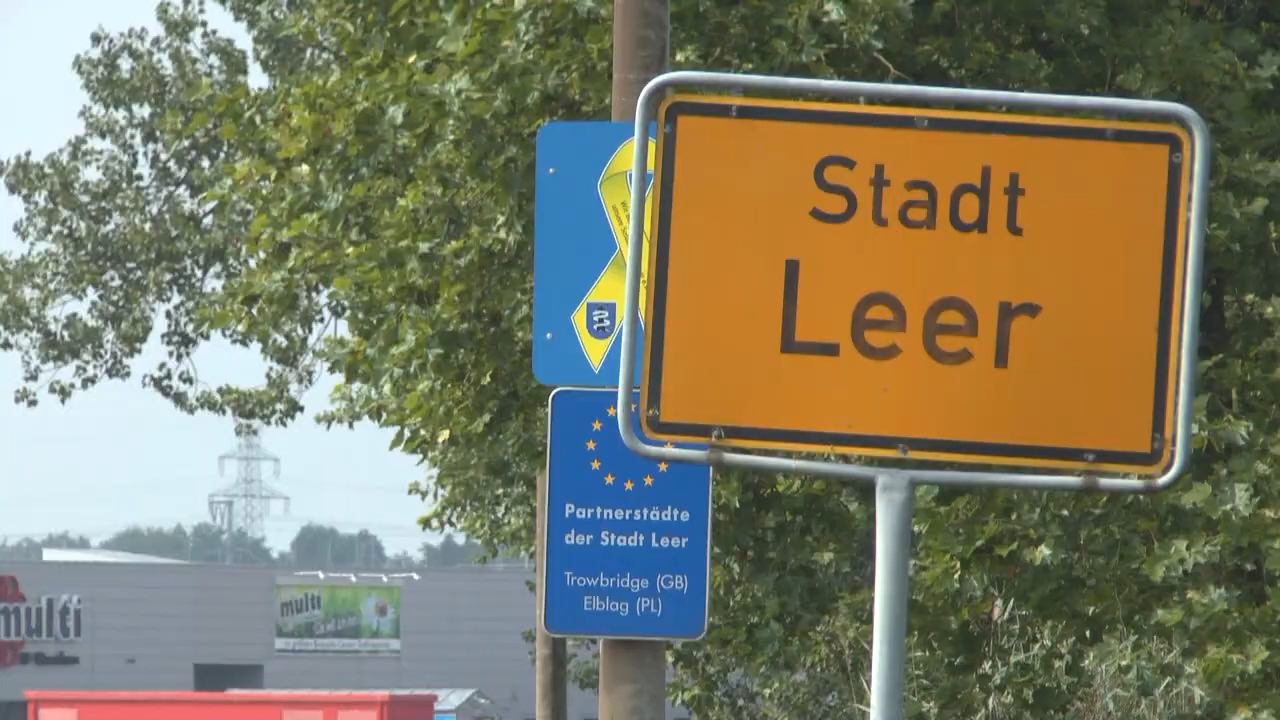 Stadt
Leer
Partnerstädte
der Stadt Leer
Trowbridge (GB)
Elblag (PL)
multi
multi